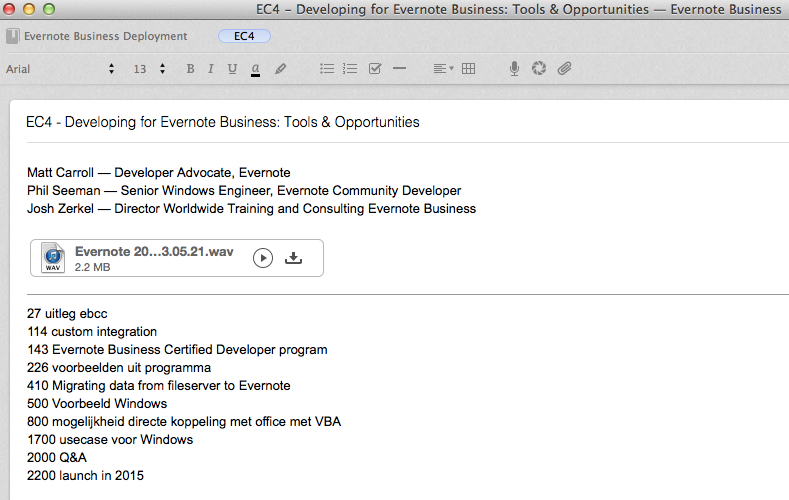 EC4 – Developing for Evernote Business: Tools & Opportunities — Evernote Business
Evernote Business Deployment EC4
Arial 13 B I U a
EC4 - Developing for Evernote Business: Tools & Opportunities
Matt Carroll — Developer Advocate, Evernote
Phil Seeman — Senior Windows Engineer, Evernote Community Developer
Josh Zerkel — Director Worldwide Training and Consulting Evernote Business
Evernote 20...3.05.21.wav
WAV
2.2 MB
27 uitleg ebcc
114 custom integration
143 Evernote Business Certified Developer program
226 voorbeelden uit programma
410 Migrating data from fileserver to Evernote
500 Voorbeeld Windows
800 mogelijkheid directe koppeling met office met VBA
1700 usecase voor Windows
2000 Q&A
2200 launch in 2015